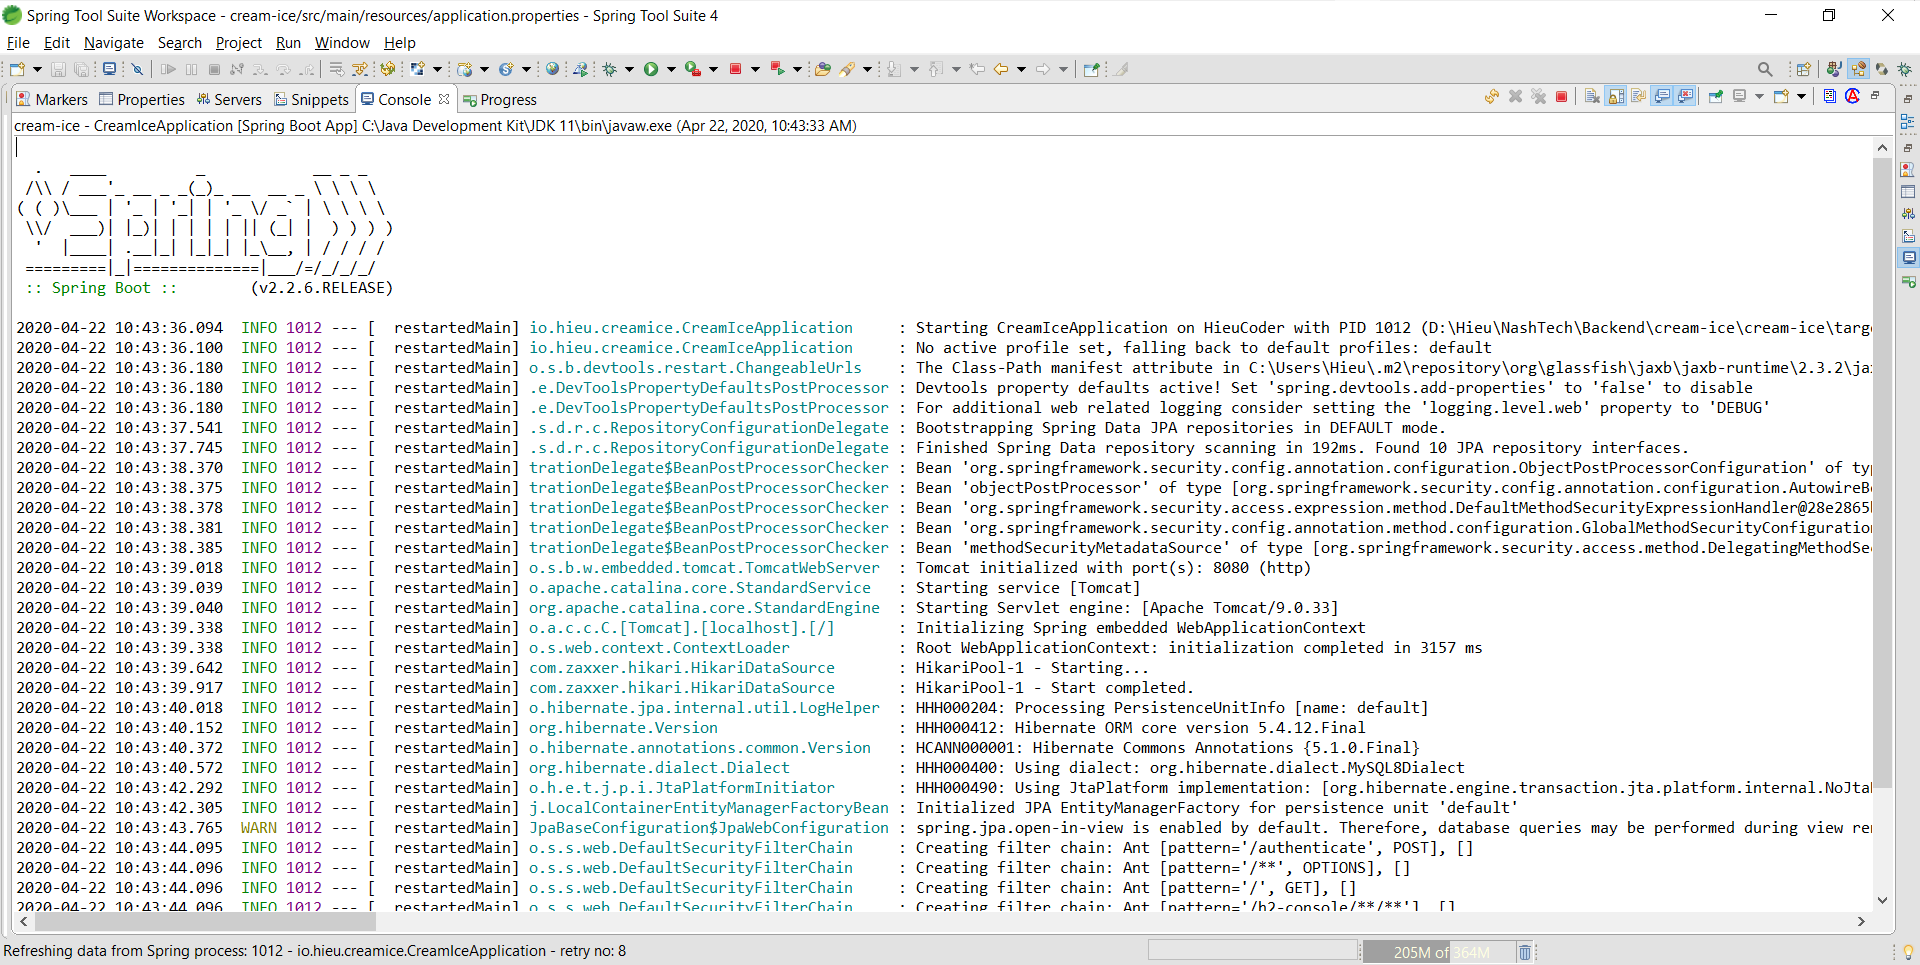 Spring Tool Suite Workspace - cream-ice/src/main/resources/application.properties - Spring Tool Suite 4
File Edit Navigate Search Project Run Window Help
Markers Properties Servers Snippets Console Progress
cream-ice - CreamIceApplication [Spring Boot App] C:\Java Development Kit\JDK 11\bin\javaw.exe (Apr 22, 2020, 10:43:33 AM)
  .   ____          _            __ _ _
 /\\ / ___'_ __ _ _(_)_ __  __ _ \ \ \ \
( ( )\___ | '_ | '_| | '_ \/ _` | \ \ \ \
 \\/  ___)| |_)| | | | | || (_| |  ) ) ) )
  '  |____| .__|_| |_|_| |_\__, | / / / /
 =========|_|==============|___/=/_/_/_/
 :: Spring Boot ::        (v2.2.6.RELEASE)
2020-04-22 10:43:36.094  INFO 1012 --- [  restartedMain] io.hieu.creamice.CreamIceApplication     : Starting CreamIceApplication on HieuCoder with PID 1012 (D:\Hieu\NashTech\Backend\cream-ice\cream-ice\targ
2020-04-22 10:43:36.100  INFO 1012 --- [  restartedMain] io.hieu.creamice.CreamIceApplication     : No active profile set, falling back to default profiles: default
2020-04-22 10:43:36.180  INFO 1012 --- [  restartedMain] o.s.b.devtools.restart.ChangeableUrls    : The Class-Path manifest attribute in C:\Users\Hieu\.m2\repository\org\glassfish\jaxb\jaxb-runtime\2.3.2\ja
2020-04-22 10:43:36.180  INFO 1012 --- [  restartedMain] .e.DevToolsPropertyDefaultsPostProcessor : Devtools property defaults active! Set 'spring.devtools.add-properties' to 'false' to disable
2020-04-22 10:43:36.180  INFO 1012 --- [  restartedMain] .e.DevToolsPropertyDefaultsPostProcessor : For additional web related logging consider setting the 'logging.level.web' property to 'DEBUG'
2020-04-22 10:43:37.541  INFO 1012 --- [  restartedMain] .s.d.r.c.RepositoryConfigurationDelegate : Bootstrapping Spring Data JPA repositories in DEFAULT mode.
2020-04-22 10:43:37.745  INFO 1012 --- [  restartedMain] .s.d.r.c.RepositoryConfigurationDelegate : Finished Spring Data repository scanning in 192ms. Found 10 JPA repository interfaces.
2020-04-22 10:43:38.370  INFO 1012 --- [  restartedMain] trationDelegate$BeanPostProcessorChecker : Bean 'org.springframework.security.config.annotation.configuration.ObjectPostProcessorConfiguration' of typ
2020-04-22 10:43:38.375  INFO 1012 --- [  restartedMain] trationDelegate$BeanPostProcessorChecker : Bean 'objectPostProcessor' of type [org.springframework.security.config.annotation.configuration.AutowireB
2020-04-22 10:43:38.378  INFO 1012 --- [  restartedMain] trationDelegate$BeanPostProcessorChecker : Bean 'org.springframework.security.access.expression.method.DefaultMethodSecurityExpressionHandler@28e2865
2020-04-22 10:43:38.381  INFO 1012 --- [  restartedMain] trationDelegate$BeanPostProcessorChecker : Bean 'org.springframework.security.config.annotation.method.configuration.GlobalMethodSecurityConfiguration
2020-04-22 10:43:38.385  INFO 1012 --- [  restartedMain] trationDelegate$BeanPostProcessorChecker : Bean 'methodSecurityMetadataSource' of type [org.springframework.security.access.method.DelegatingMethodSe
2020-04-22 10:43:39.018  INFO 1012 --- [  restartedMain] o.s.b.w.embedded.tomcat.TomcatWebServer  : Tomcat initialized with port(s): 8080 (http)
2020-04-22 10:43:39.039  INFO 1012 --- [  restartedMain] o.apache.catalina.core.StandardService   : Starting service [Tomcat]
2020-04-22 10:43:39.040  INFO 1012 --- [  restartedMain] org.apache.catalina.core.StandardEngine  : Starting Servlet engine: [Apache Tomcat/9.0.33]
2020-04-22 10:43:39.338  INFO 1012 --- [  restartedMain] o.a.c.c.C.[Tomcat].[localhost].[/]       : Initializing Spring embedded WebApplicationContext
2020-04-22 10:43:39.338  INFO 1012 --- [  restartedMain] o.s.web.context.ContextLoader            : Root WebApplicationContext: initialization completed in 3157 ms
2020-04-22 10:43:39.642  INFO 1012 --- [  restartedMain] com.zaxxer.hikari.HikariDataSource       : HikariPool-1 - Starting...
2020-04-22 10:43:39.917  INFO 1012 --- [  restartedMain] com.zaxxer.hikari.HikariDataSource       : HikariPool-1 - Start completed.
2020-04-22 10:43:40.018  INFO 1012 --- [  restartedMain] o.hibernate.jpa.internal.util.LogHelper  : HHH000204: Processing PersistenceUnitInfo [name: default]
2020-04-22 10:43:40.152  INFO 1012 --- [  restartedMain] org.hibernate.Version                    : HHH000412: Hibernate ORM core version 5.4.12.Final
2020-04-22 10:43:40.372  INFO 1012 --- [  restartedMain] o.hibernate.annotations.common.Version   : HCANN000001: Hibernate Commons Annotations {5.1.0.Final}
2020-04-22 10:43:40.572  INFO 1012 --- [  restartedMain] org.hibernate.dialect.Dialect            : HHH000400: Using dialect: org.hibernate.dialect.MySQL8Dialect
2020-04-22 10:43:42.292  INFO 1012 --- [  restartedMain] o.h.e.t.j.p.i.JtaPlatformInitiator       : HHH000490: Using JtaPlatform implementation: [org.hibernate.engine.transaction.jta.platform.internal.NoJta
2020-04-22 10:43:42.305  INFO 1012 --- [  restartedMain] j.LocalContainerEntityManagerFactoryBean : Initialized JPA EntityManagerFactory for persistence unit 'default'
2020-04-22 10:43:43.765  WARN 1012 --- [  restartedMain] JpaBaseConfiguration$JpaWebConfiguration : spring.jpa.open-in-view is enabled by default. Therefore, database queries may be performed during view re
2020-04-22 10:43:44.095  INFO 1012 --- [  restartedMain] o.s.s.web.DefaultSecurityFilterChain     : Creating filter chain: Ant [pattern='/authenticate', POST], []
2020-04-22 10:43:44.096  INFO 1012 --- [  restartedMain] o.s.s.web.DefaultSecurityFilterChain     : Creating filter chain: Ant [pattern='/**', OPTIONS], []
2020-04-22 10:43:44.096  INFO 1012 --- [  restartedMain] o.s.s.web.DefaultSecurityFilterChain     : Creating filter chain: Ant [pattern='/', GET], []
2020-04-22 10:43:44.096  INFO 1012 --- [  restartedMain] o.s.s.web.DefaultSecurityFilterChain     : Creating filter chain: Ant [pattern='/h2-console/**/**'], []
Refreshing data from Spring process: 1012 - io.hieu.creamice.CreamIceApplication - retry no: 8
205M of 364M